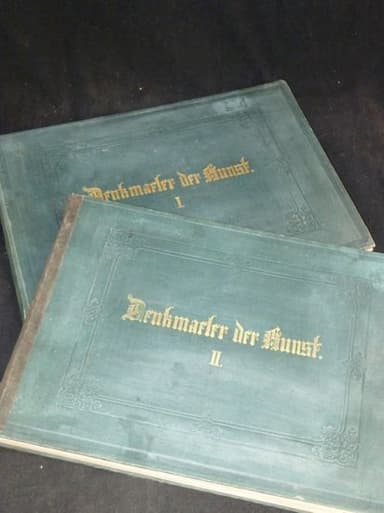 Denkmaeler der Kunst.
I
Denkmaeler der Kunst.
II.